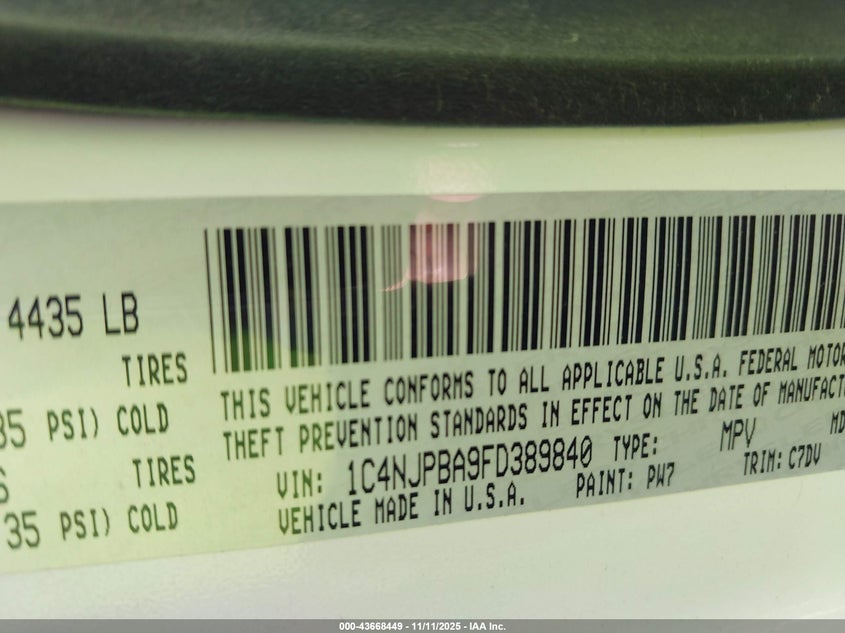 4435 LB
TIRES
35 PSI) COLD
TIRES
35 PSI) COLD
THIS VEHICLE CONFORMS TO ALL APPLICABLE U.S.A. FEDERAL MOTOR
THEFT PREVENTION STANDARDS IN EFFECT ON THE DATE OF MANUFACT
VIN: 1C4NJPBA9FD389840 TYPE: MPV MD
VEHICLE MADE IN U.S.A. PAINT: PW7 TRIM: C7DV
000-43668449 - 11/11/2025 - IAA Inc.